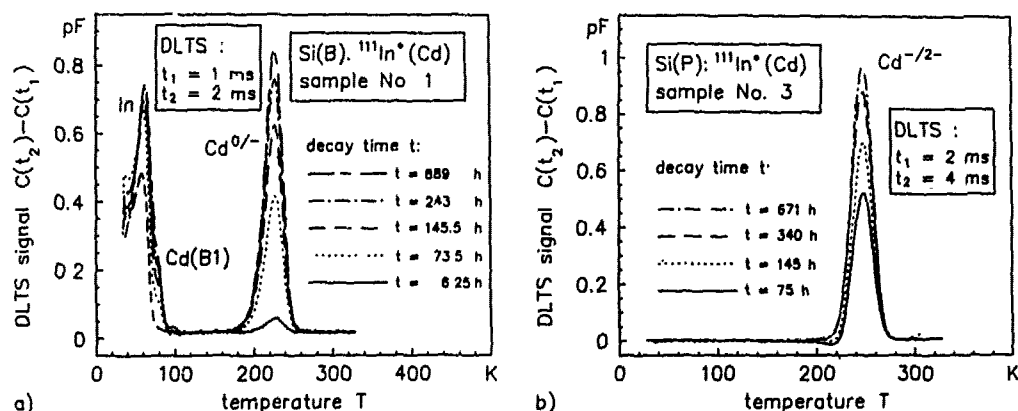 pF
0.8
0.6
0.4
0 2
0
DLTS signal C(t2)−C(t1)
DLTS :
t1 = 1 ms
t2 = 2 ms
Si(B). 111In*(Cd)
sample No 1
In
Cd0/−
Cd(B1)
decay time t:
t = 689 h
t = 243 h
t = 145.5 h
t = 73 5 h
t = 6 25 h
0 100 200 300 400 K
a) temperature T
pF
1
0.8
0.6
0.4
0.2
0
DLTS signal C(t2)−C(t1)
Si(P): 111In*(Cd)
sample No. 3
Cd−/2−
DLTS :
t1 = 2 ms
t2 = 4 ms
decay time t'
t = 671 h
t = 340 h
t = 145 h
t = 75 h
0 100 200 300 K
b) temperature T